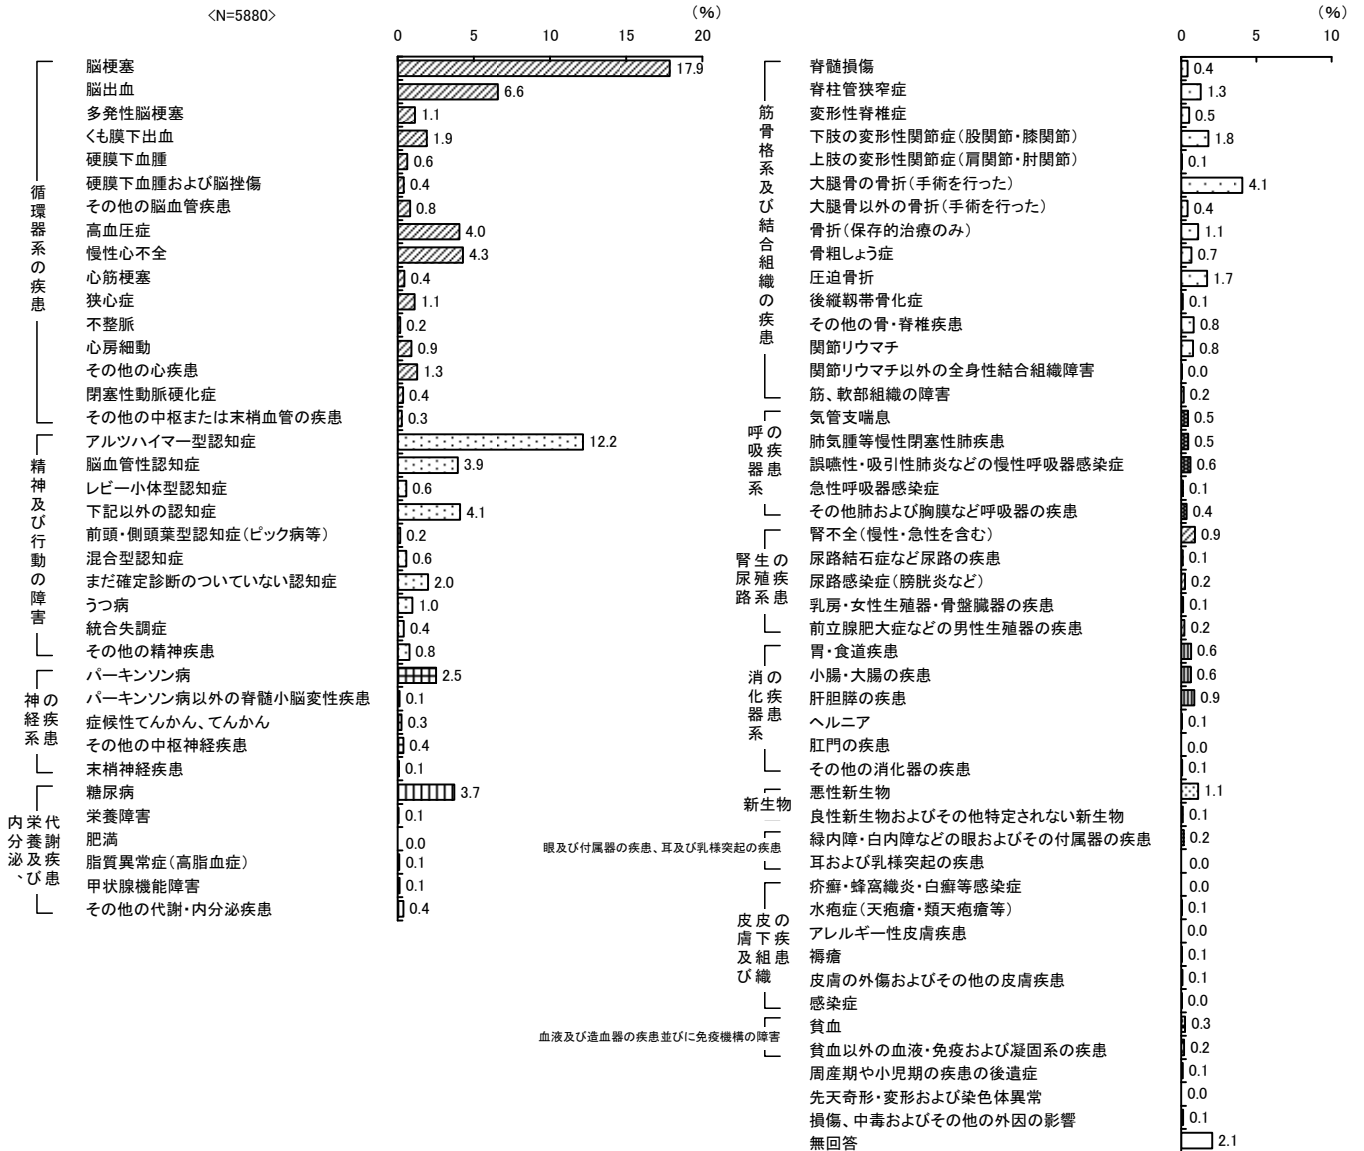 <N=5880>
(%)
0 5 10 15 20
循環器系の疾患
脳梗塞 17.9
脳出血 6.6
多発性脳梗塞 1.1
くも膜下出血 1.9
硬膜下血腫 0.6
硬膜下血腫および脳挫傷 0.4
その他の脳血管疾患 0.8
高血圧症 4.0
慢性心不全 4.3
心筋梗塞 0.4
狭心症 1.1
不整脈 0.2
心房細動 0.9
その他の心疾患 1.3
閉塞性動脈硬化症 0.4
その他の中枢または末梢血管の疾患 0.3
精神及び行動の障害
アルツハイマー型認知症 12.2
脳血管性認知症 3.9
レビー小体型認知症 0.6
下記以外の認知症 4.1
前頭・側頭葉型認知症(ピック病等) 0.2
混合型認知症 0.6
まだ確定診断のついていない認知症 2.0
うつ病 1.0
統合失調症 0.4
その他の精神疾患 0.8
神経系の疾患
パーキンソン病 2.5
パーキンソン病以外の脊髄小脳変性疾患 0.1
症候性てんかん、てんかん 0.3
その他の中枢神経疾患 0.4
末梢神経疾患 0.1
内分泌、栄養及び代謝疾患
糖尿病 3.7
栄養障害 0.1
肥満 0.0
脂質異常症(高脂血症) 0.1
甲状腺機能障害 0.1
その他の代謝・内分泌疾患 0.4
(%)
0 10
筋骨格系及び結合組織の疾患
脊髄損傷 0.4
脊柱管狭窄症 1.3
変形性脊椎症 0.5
下肢の変形性関節症(股関節・膝関節) 1.8
上肢の変形性関節症(肩関節・肘関節) 0.1
大腿骨の骨折(手術を行った) 4.1
大腿骨以外の骨折(手術を行った) 0.4
骨折(保存的治療のみ) 1.1
骨粗しょう症 0.7
圧迫骨折 1.7
後縦靭帯骨化症 0.1
その他の骨・脊椎疾患 0.8
関節リウマチ 0.8
関節リウマチ以外の全身性結合組織障害 0.0
筋、軟部組織の障害 0.2
呼吸器系の疾患
気管支喘息 0.5
肺気腫等慢性閉塞性肺疾患 0.5
誤嚥性・吸引性肺炎などの慢性呼吸器感染症 0.6
急性呼吸器感染症 0.1
その他肺および胸膜など呼吸器の疾患 0.4
腎尿路生殖系の疾患
腎不全(慢性・急性を含む) 0.9
尿路結石症など尿路の疾患 0.1
尿路感染症(膀胱炎など) 0.2
乳房・女性生殖器・骨盤臓器の疾患 0.1
前立腺肥大症などの男性生殖器の疾患 0.2
消化器系の疾患
胃・食道疾患 0.6
小腸・大腸の疾患 0.6
肝胆膵の疾患 0.9
ヘルニア 0.1
肛門の疾患 0.0
その他の消化器の疾患 0.1
新生物
悪性新生物 1.1
良性新生物およびその他特定されない新生物 0.1
眼及び付属器の疾患、耳及び乳様突起の疾患
緑内障・白内障などの眼およびその付属器の疾患 0.2
耳および乳様突起の疾患 0.0
皮膚及び皮下組織の疾患
疥癬・蜂窩織炎・白癬等感染症 0.0
水疱症(天疱瘡・類天疱瘡等) 0.1
アレルギー性皮膚疾患 0.0
褥瘡 0.1
皮膚の外傷およびその他の皮膚疾患 0.1
感染症 0.0
血液及び造血器の疾患並びに免疫機構の障害
貧血 0.3
貧血以外の血液・免疫および凝固系の疾患 0.2
周産期や小児期の疾患の後遺症 0.1
先天奇形・変形および染色体異常 0.0
損傷、中毒およびその他の外因の影響 0.1
無回答 2.1